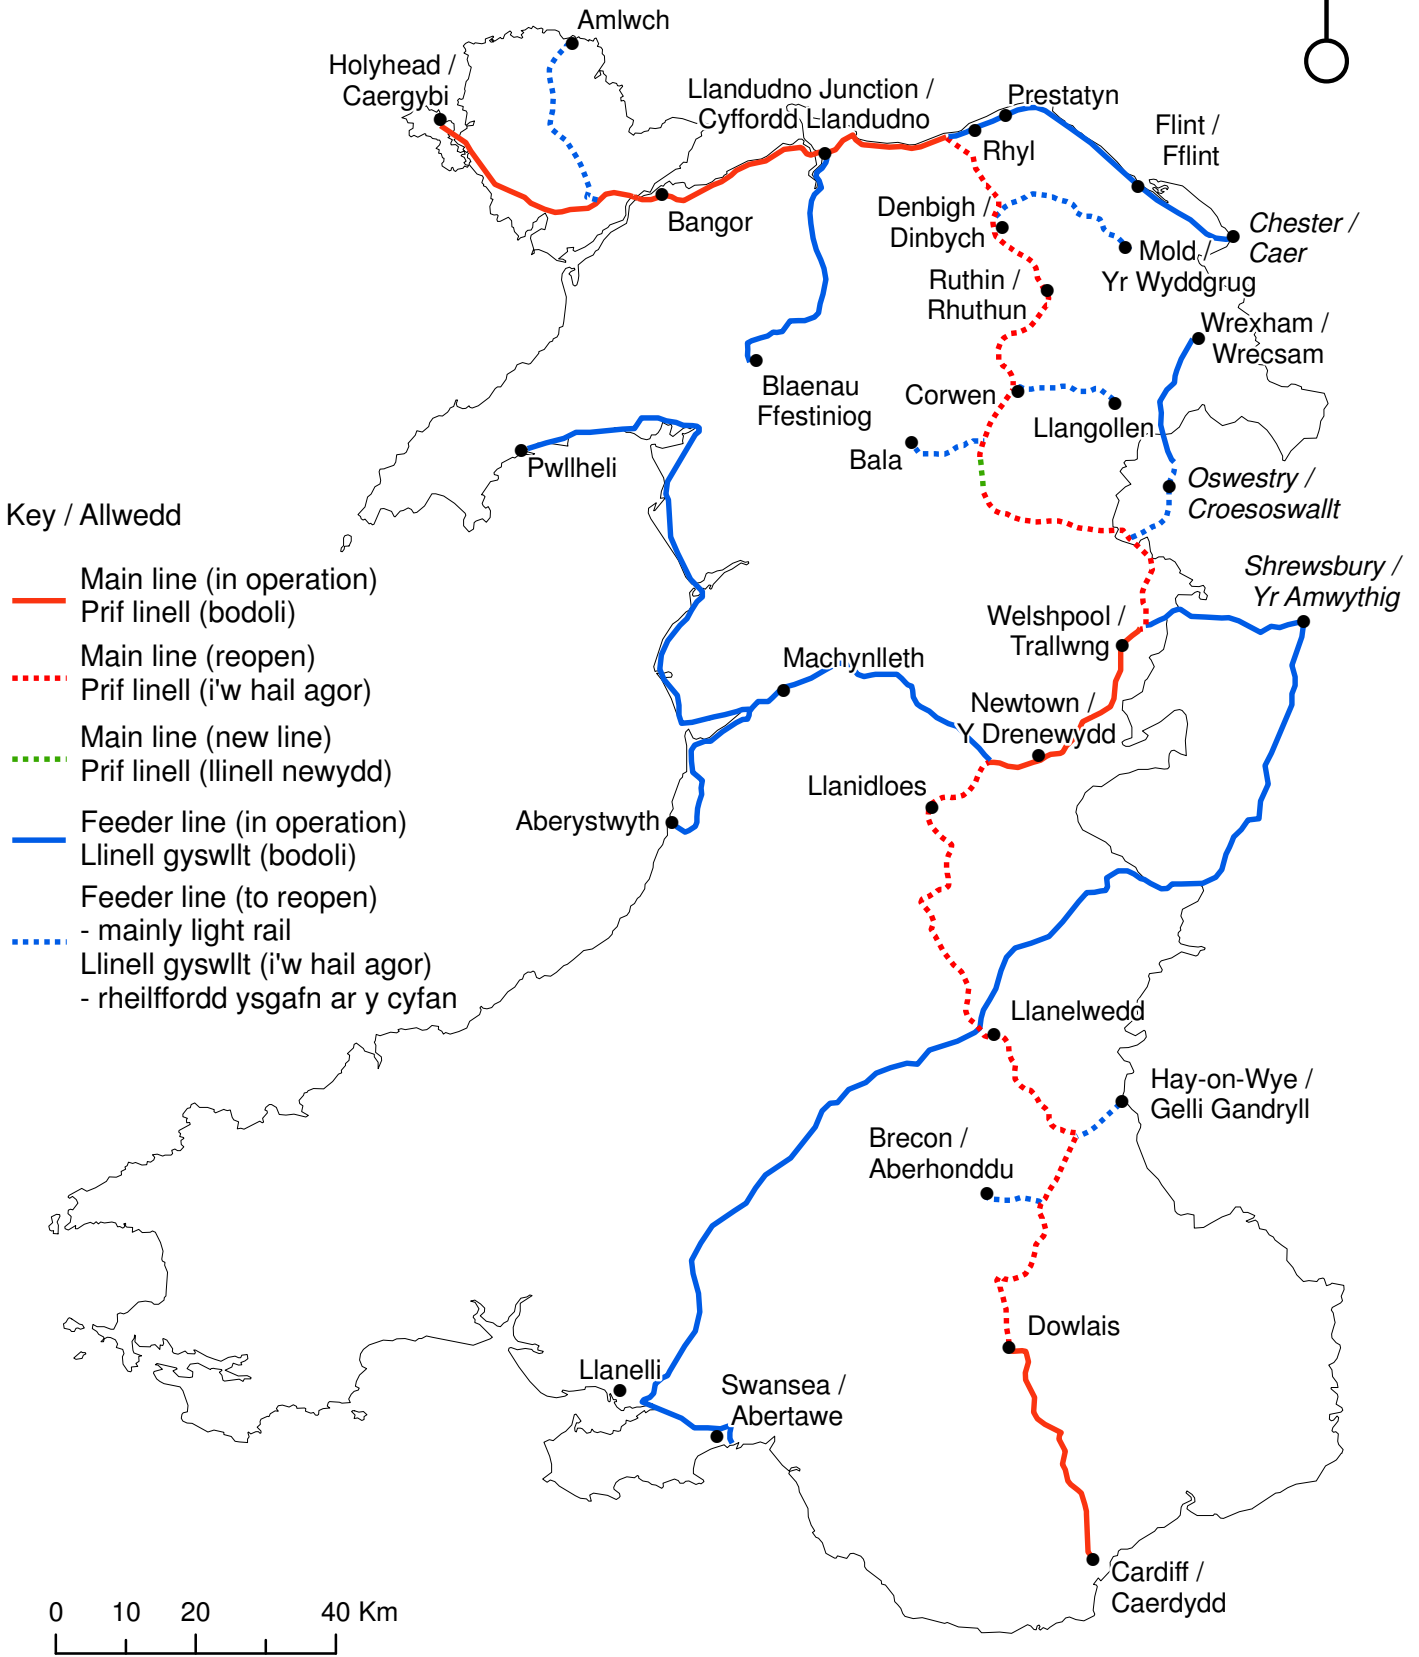 Amlwch
Holyhead /
Caergybi
Llandudno Junction /
Cyffordd Llandudno
Prestatyn
Rhyl
Flint /
Fflint
Bangor
Denbigh /
Dinbych
Chester /
Caer
Mold /
Yr Wyddgrug
Ruthin /
Rhuthun
Wrexham /
Wrecsam
Blaenau
Ffestiniog
Corwen
Llangollen
Bala
Pwllheli
Oswestry /
Croesoswallt
Key / Allwedd
Main line (in operation)
Prif linell (bodoli)
Main line (reopen)
Prif linell (i'w hail agor)
Main line (new line)
Prif linell (llinell newydd)
Feeder line (in operation)
Llinell gyswllt (bodoli)
Feeder line (to reopen)
- mainly light rail
Llinell gyswllt (i'w hail agor)
- rheilffordd ysgafn ar y cyfan
Shrewsbury /
Yr Amwythig
Welshpool /
Trallwng
Machynlleth
Newtown /
Y Drenewydd
Llanidloes
Aberystwyth
Llanelwedd
Hay-on-Wye /
Gelli Gandryll
Brecon /
Aberhonddu
Dowlais
Llanelli
Swansea /
Abertawe
Cardiff /
Caerdydd
0 10 20 40 Km